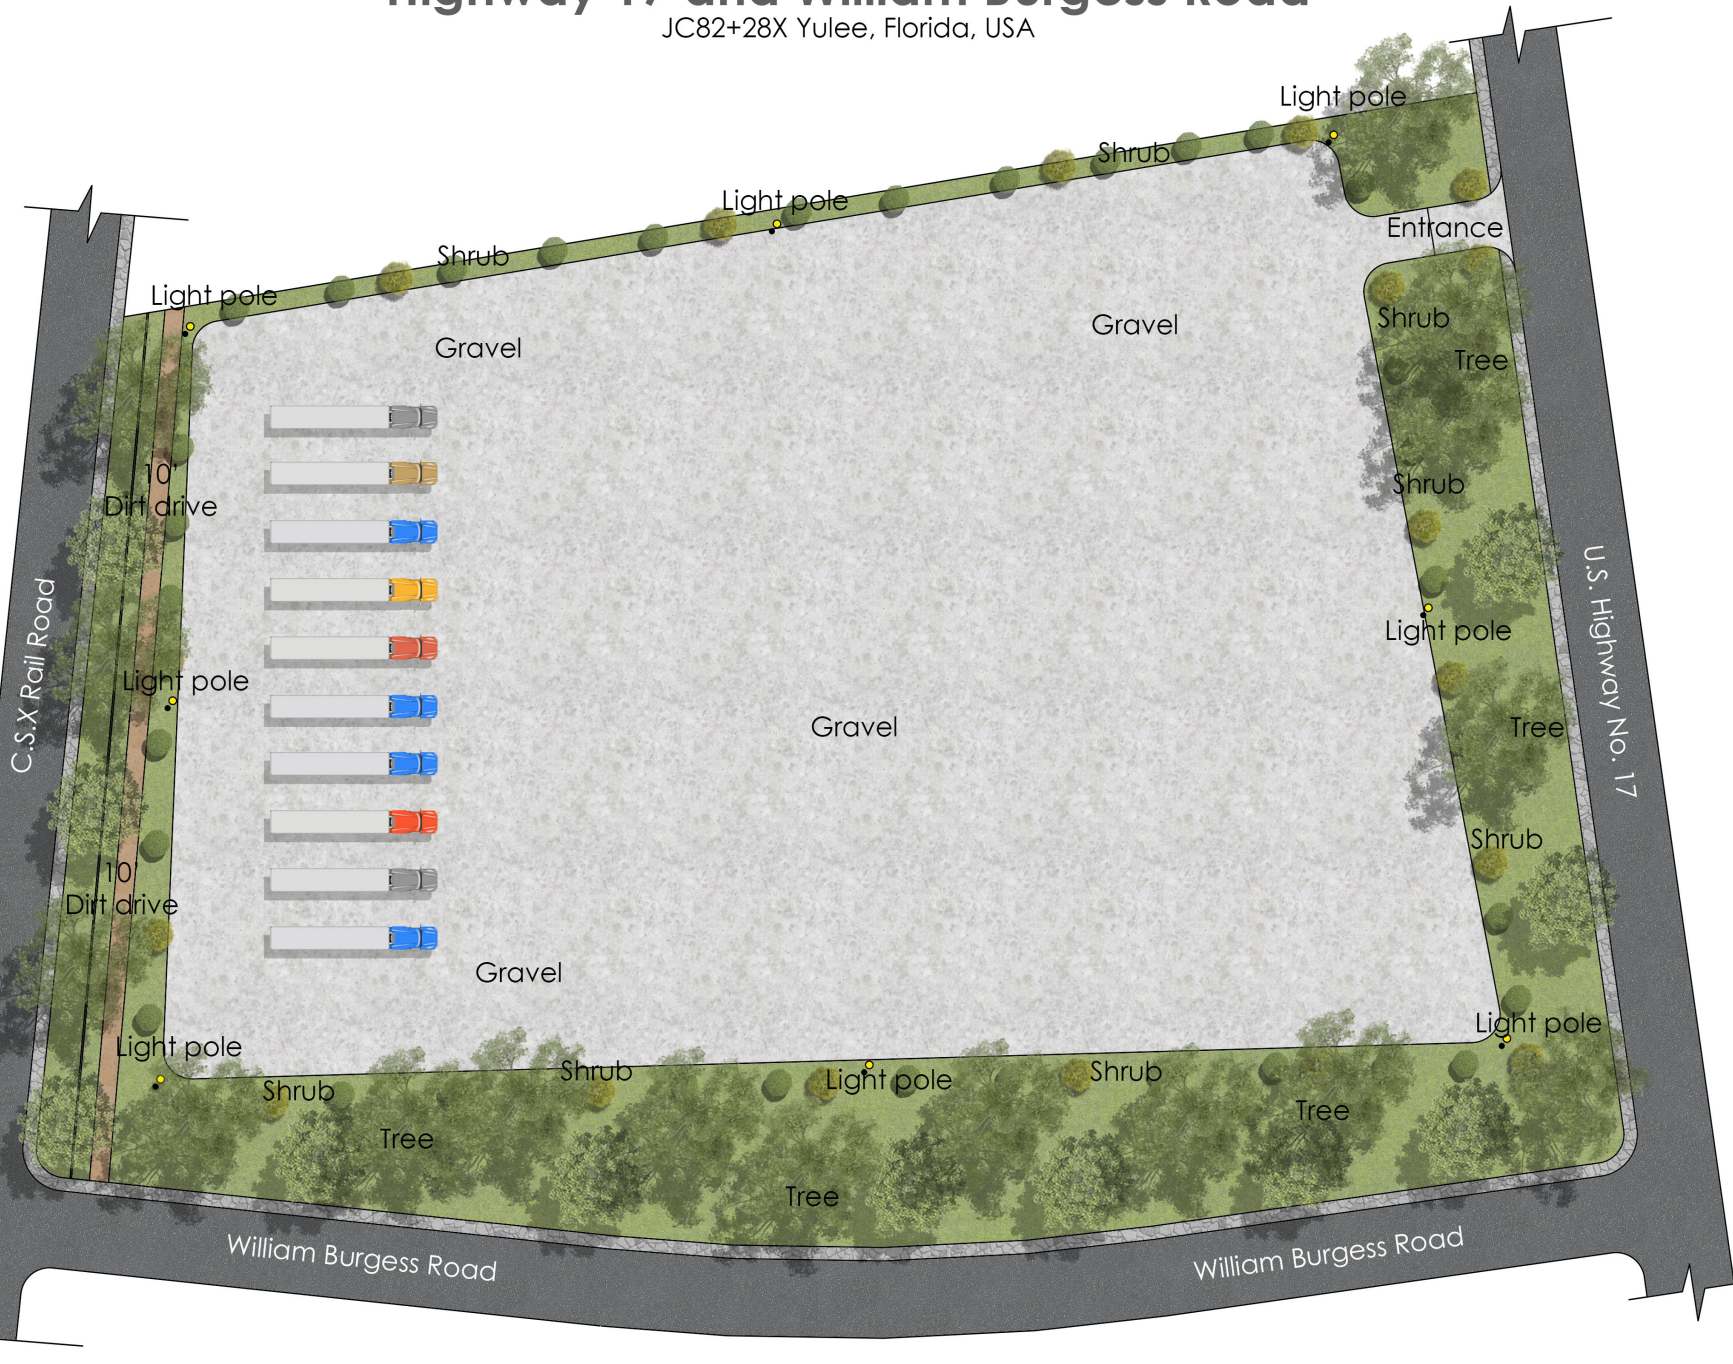 JC82+28X Yulee, Florida, USA
Light pole
Shrub
Light pole
Entrance
Shrub
Light pole
Shrub
Gravel
Gravel
Tree
10'
Dirt drive
Shrub
U.S. Highway No. 17
C.S.X Rail Road
Light pole
Light pole
Gravel
Tree
Shrub
10'
Dirt drive
Gravel
Light pole
Light pole
Shrub
Shrub
Light pole
Shrub
Tree
Tree
Tree
William Burgess Road
William Burgess Road